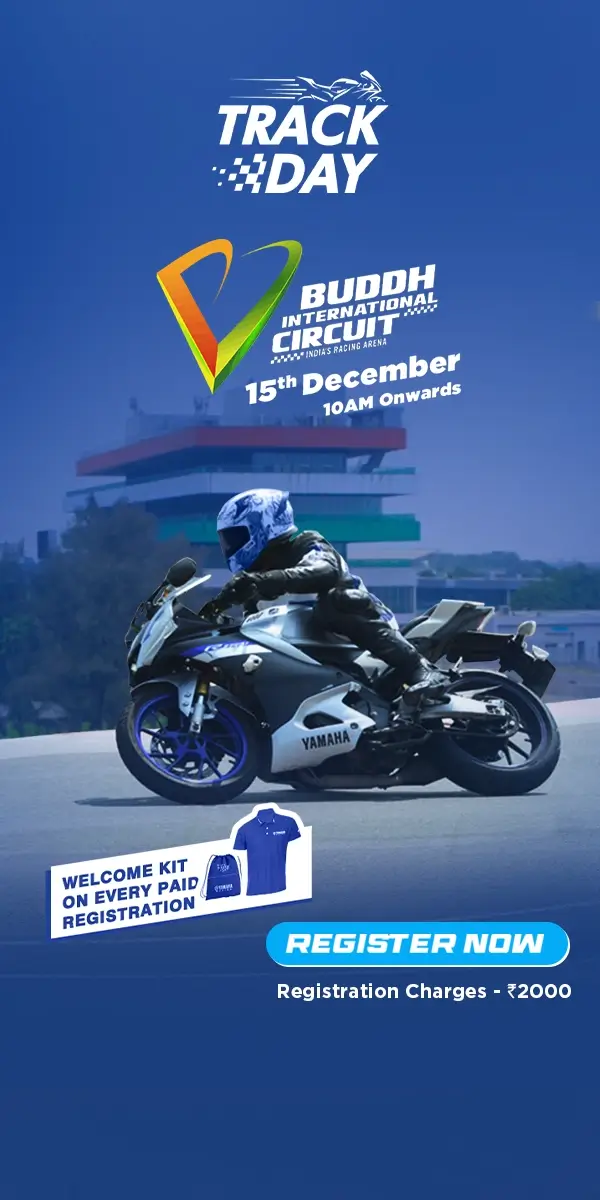 TRACK
DAY
BUDDH
INTERNATIONAL
CIRCUIT
INDIA'S RACING ARENA
15th December
10AM Onwards
YAMAHA
WELCOME KIT
ON EVERY PAID
REGISTRATION
YAMAHA
REGISTER NOW
Registration Charges - ₹2000